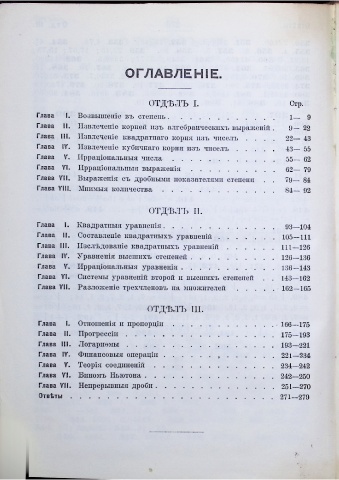 ОГЛАВЛЕНІЕ.
ОТДѢЛЪ I.
Стр.
Глава I. Возвышеніе въ степень . . . . . . . . . . . . 1— 9
Глава II. Извлеченіе корней изъ алгебраическихъ выраженій . 9—22
Глава III. Извлеченіе квадратнаго корня изъ чиселъ . . . . . 22— 43
Глава IV. Извлеченіе кубичнаго корня изъ чиселъ . . . . . . 43— 55
Глава V. Ирраціональныя числа . . . . . . . . . . . . 55— 62
Глава VI. Ирраціональныя выраженія . . . . . . . . . . 62— 79
Глава VII. Выраженія съ дробными показателями степени . . . 79— 84
Глава VIII. Мнимыя количества . . . . . . . . . . . . 84— 92
ОТДѢЛЪ II.
Глава I. Квадратныя уравненія . . . . . . . . . . . . 93—104
Глава II. Составленіе квадратныхъ уравненій . . . . . . . 105—111
Глава III. Изслѣдованіе квадратныхъ уравненій . . . . . . 111—126
Глава IV. Уравненія высшихъ степеней . . . . . . . . . 126—136
Глава V. Ирраціональныя уравненія . . . . . . . . . . 136—143
Глава VI. Системы уравненій второй и высшихъ степеней . . 143—162
Глава VII. Разложеніе трехчленовъ на множителей . . . . . 162—165
ОТДѢЛЪ III.
Глава I. Отношенія и пропорціи . . . . . . . . . . . 166—175
Глава II. Прогрессіи . . . . . . . . . . . . . . . 175—193
Глава III. Логариѳмы . . . . . . . . . . . . . . . 193—221
Глава IV. Финансовыя операціи . . . . . . . . . . . . 221—234
Глава V. Теорія соединеній . . . . . . . . . . . . . 234—242
Глава VI. Биномъ Ньютона . . . . . . . . . . . . . . 242—250
Глава VII. Непрерывныя дроби . . . . . . . . . . . . . 251—270
Отвѣты . . . . . . . . . . . . . . . . . . . 271—279